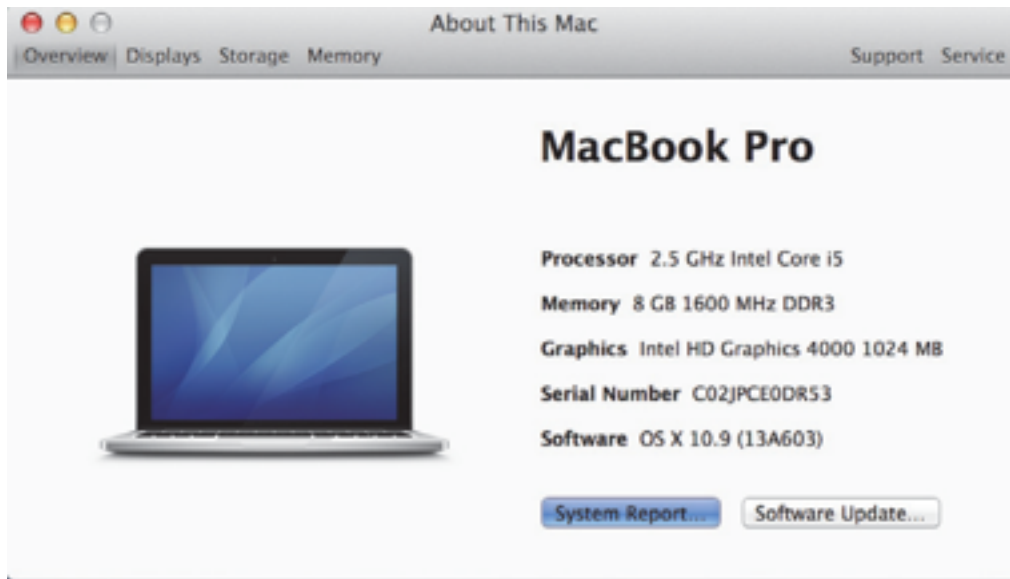 About This Mac
Overview Displays Storage Memory Support Service
MacBook Pro
Processor 2.5 GHz Intel Core i5
Memory 8 GB 1600 MHz DDR3
Graphics Intel HD Graphics 4000 1024 MB
Serial Number C02JPCE0DR53
Software OS X 10.9 (13A603)
System Report... Software Update...